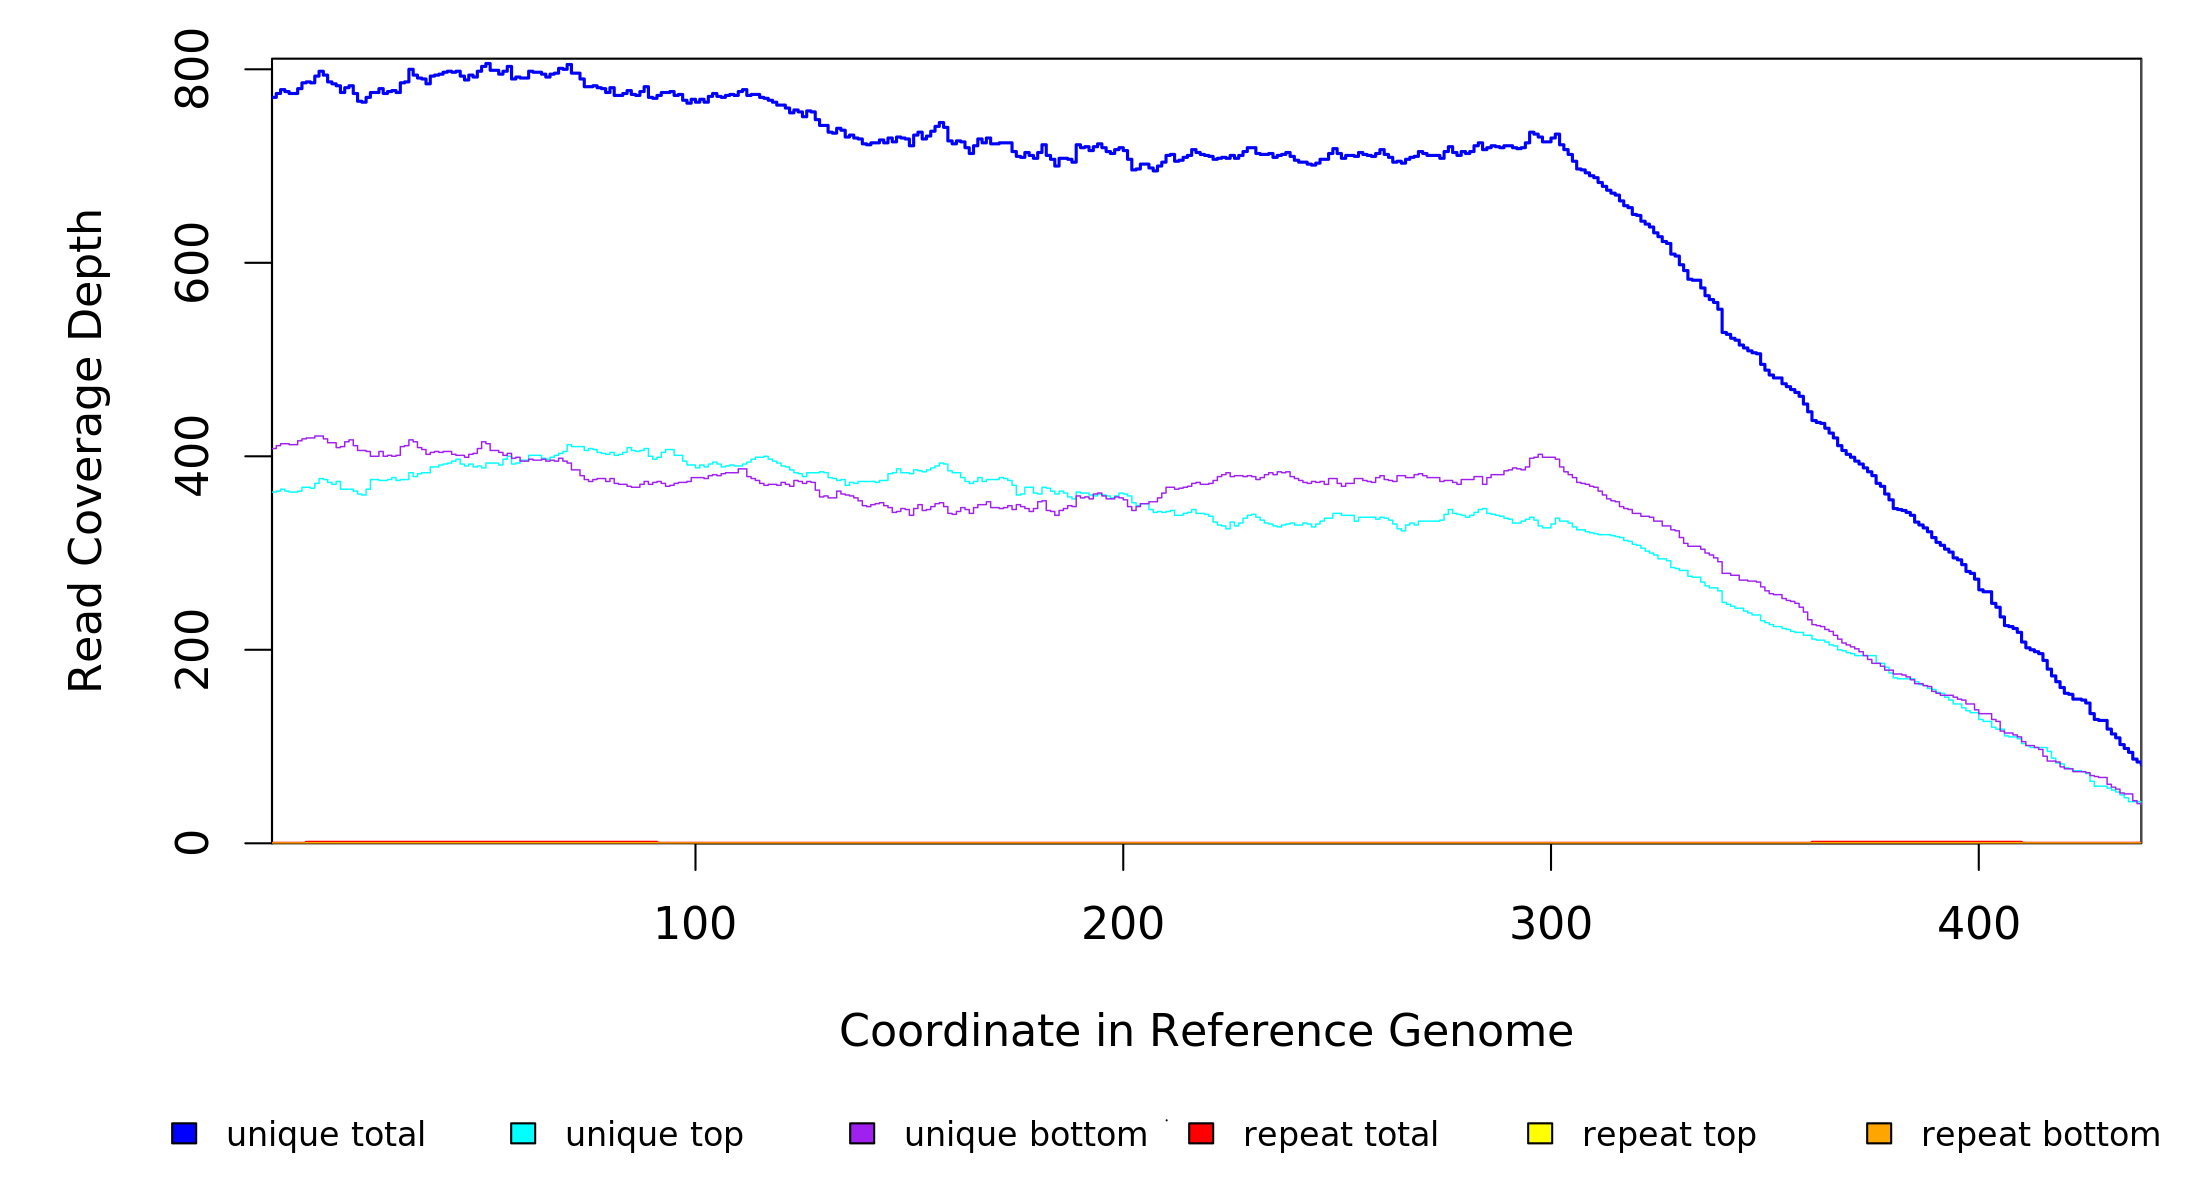 Read Coverage Depth
800
600
400
200
0
100 200 300 400
Coordinate in Reference Genome
unique total unique top unique bottom repeat total repeat top repeat bottom